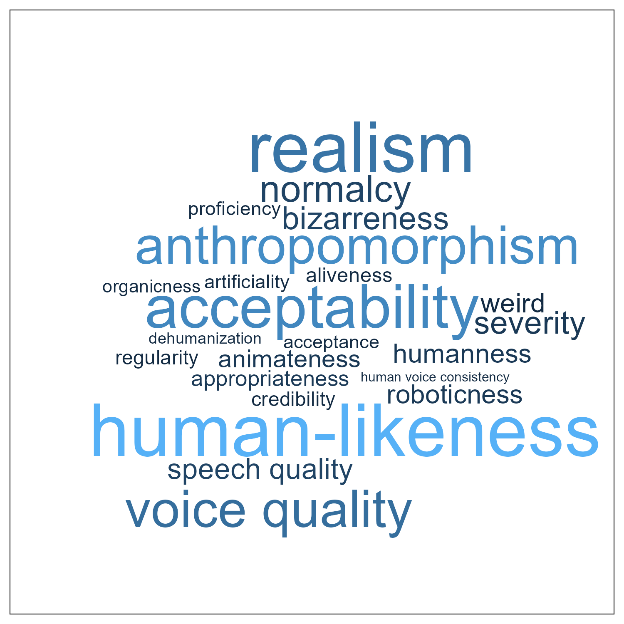 realism
normalcy
proficiency
bizarreness
anthropomorphism
aliveness
organicness
artificiality
acceptability
weird
severity
dehumanization
acceptance
regularity
animateness
humanness
appropriateness
human voice consistency
credibility
roboticness
human-likeness
speech quality
voice quality